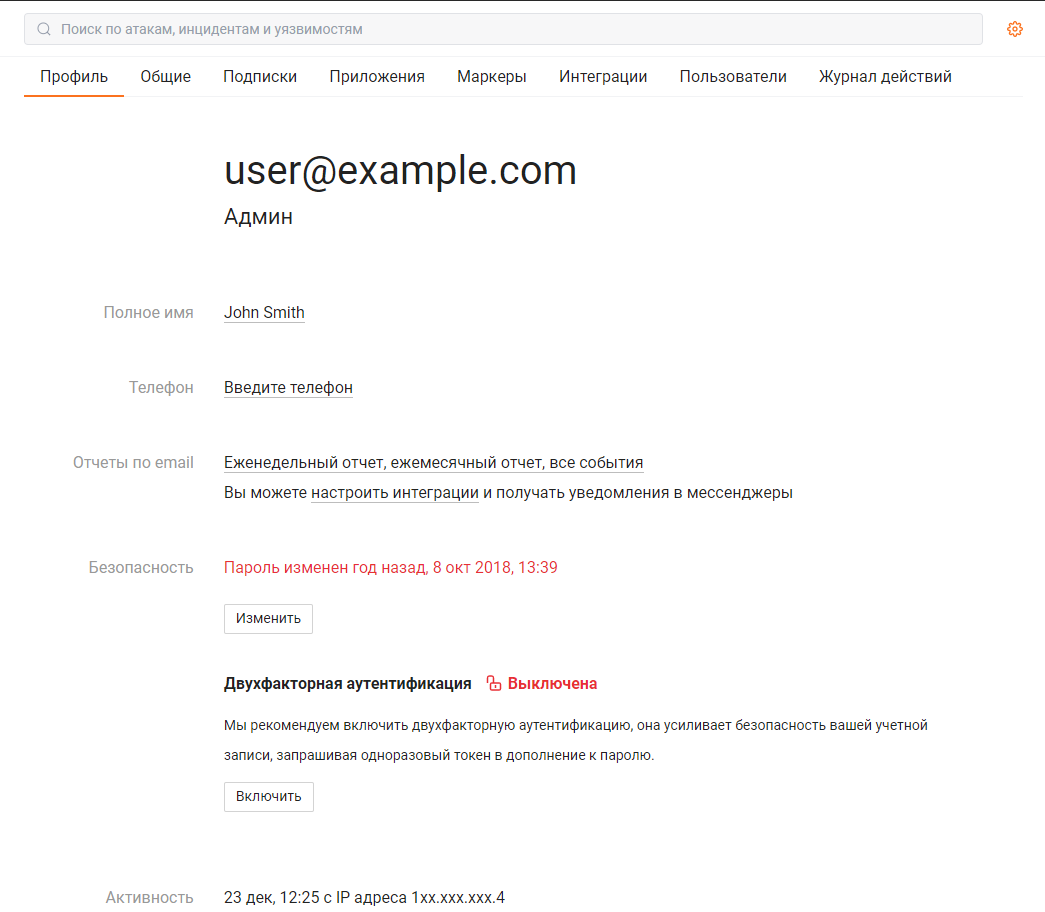 Поиск по атакам, инцидентам и уязвимостям
Профиль Общие Подписки Приложения Маркеры Интеграции Пользователи Журнал действий
user@example.com
Админ
Полное имя John Smith
Телефон Введите телефон
Отчеты по email Еженедельный отчет, ежемесячный отчет, все события
Вы можете настроить интеграции и получать уведомления в мессенджеры
Безопасность Пароль изменен год назад, 8 окт 2018, 13:39
Изменить
Двухфакторная аутентификация Выключена
Мы рекомендуем включить двухфакторную аутентификацию, она усиливает безопасность вашей учетной
записи, запрашивая одноразовый токен в дополнение к паролю.
Включить
Активность 23 дек, 12:25 с IP адреса 1xx.xxx.xxx.4